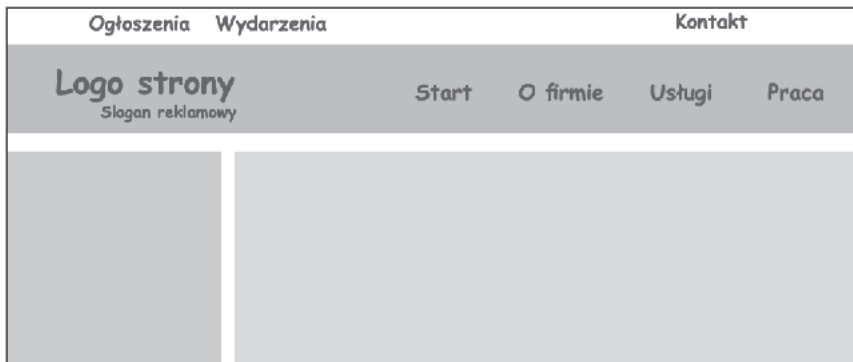 Ogłoszenia Wydarzenia Kontakt
Logo strony
Slogan reklamowy
Start O firmie Usługi Praca